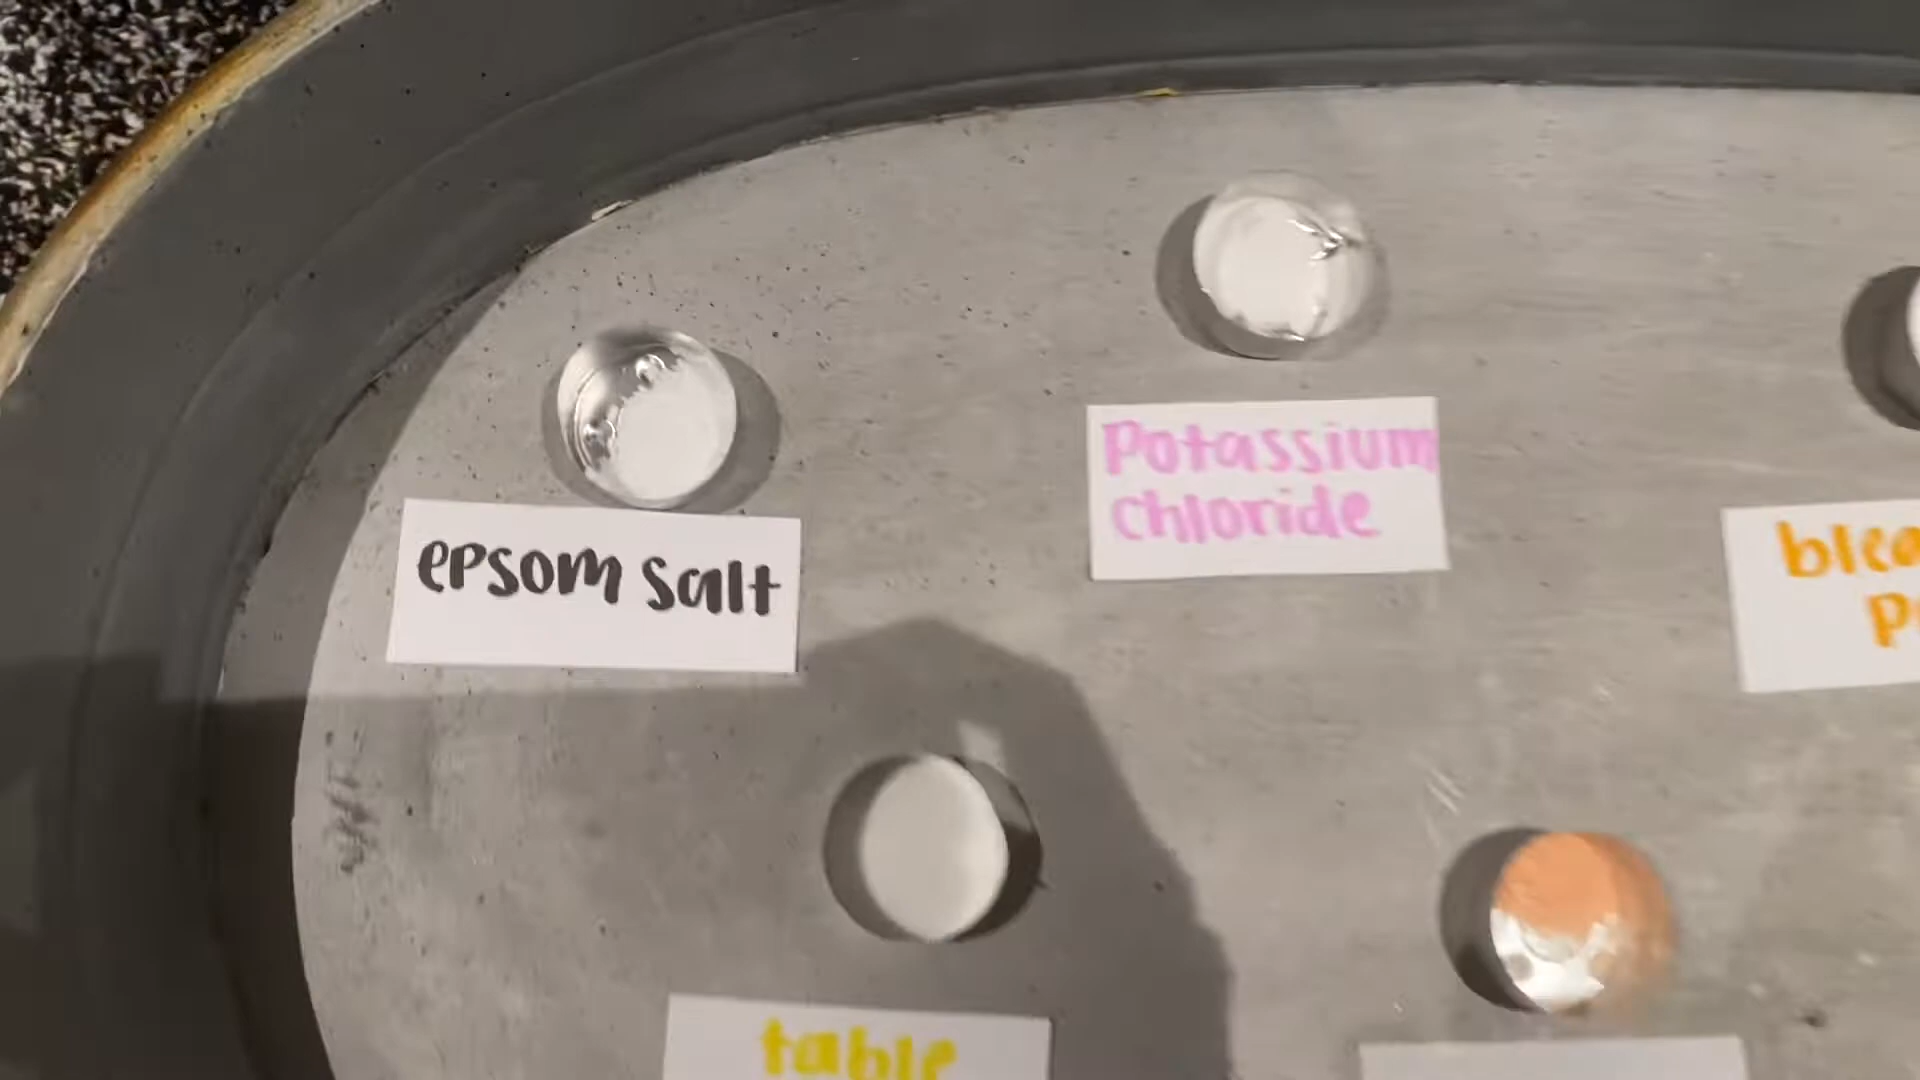 Potassium
chloride
epsom salt
table